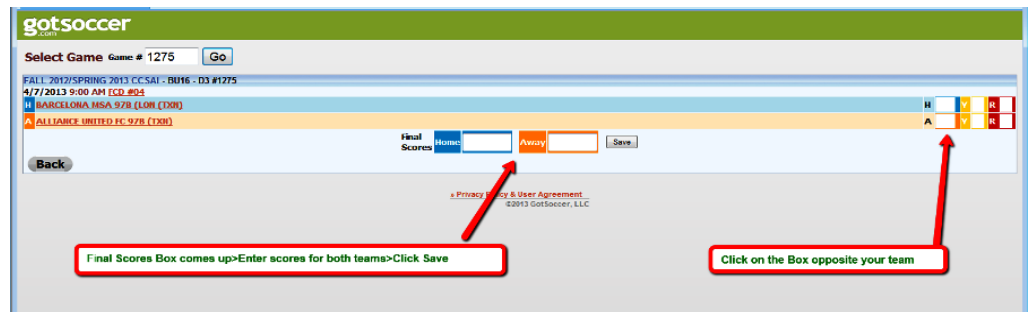 gotsoccer
.com
Select Game Game # 1275 Go
FALL 2012/SPRING 2013 CCSAI - BU16 - D3 #1275
4/7/2013 9:00 AM FCD #04
H BARCELONA MSA 97B (LON (TXN) H Y R
A ALLIANCE UNITED FC 97B (TXN) A Y R
Final Scores Home Away Save
Back
» Privacy Policy & User Agreement
©2013 GotSoccer, LLC
Final Scores Box comes up>Enter scores for both teams>Click Save
Click on the Box opposite your team